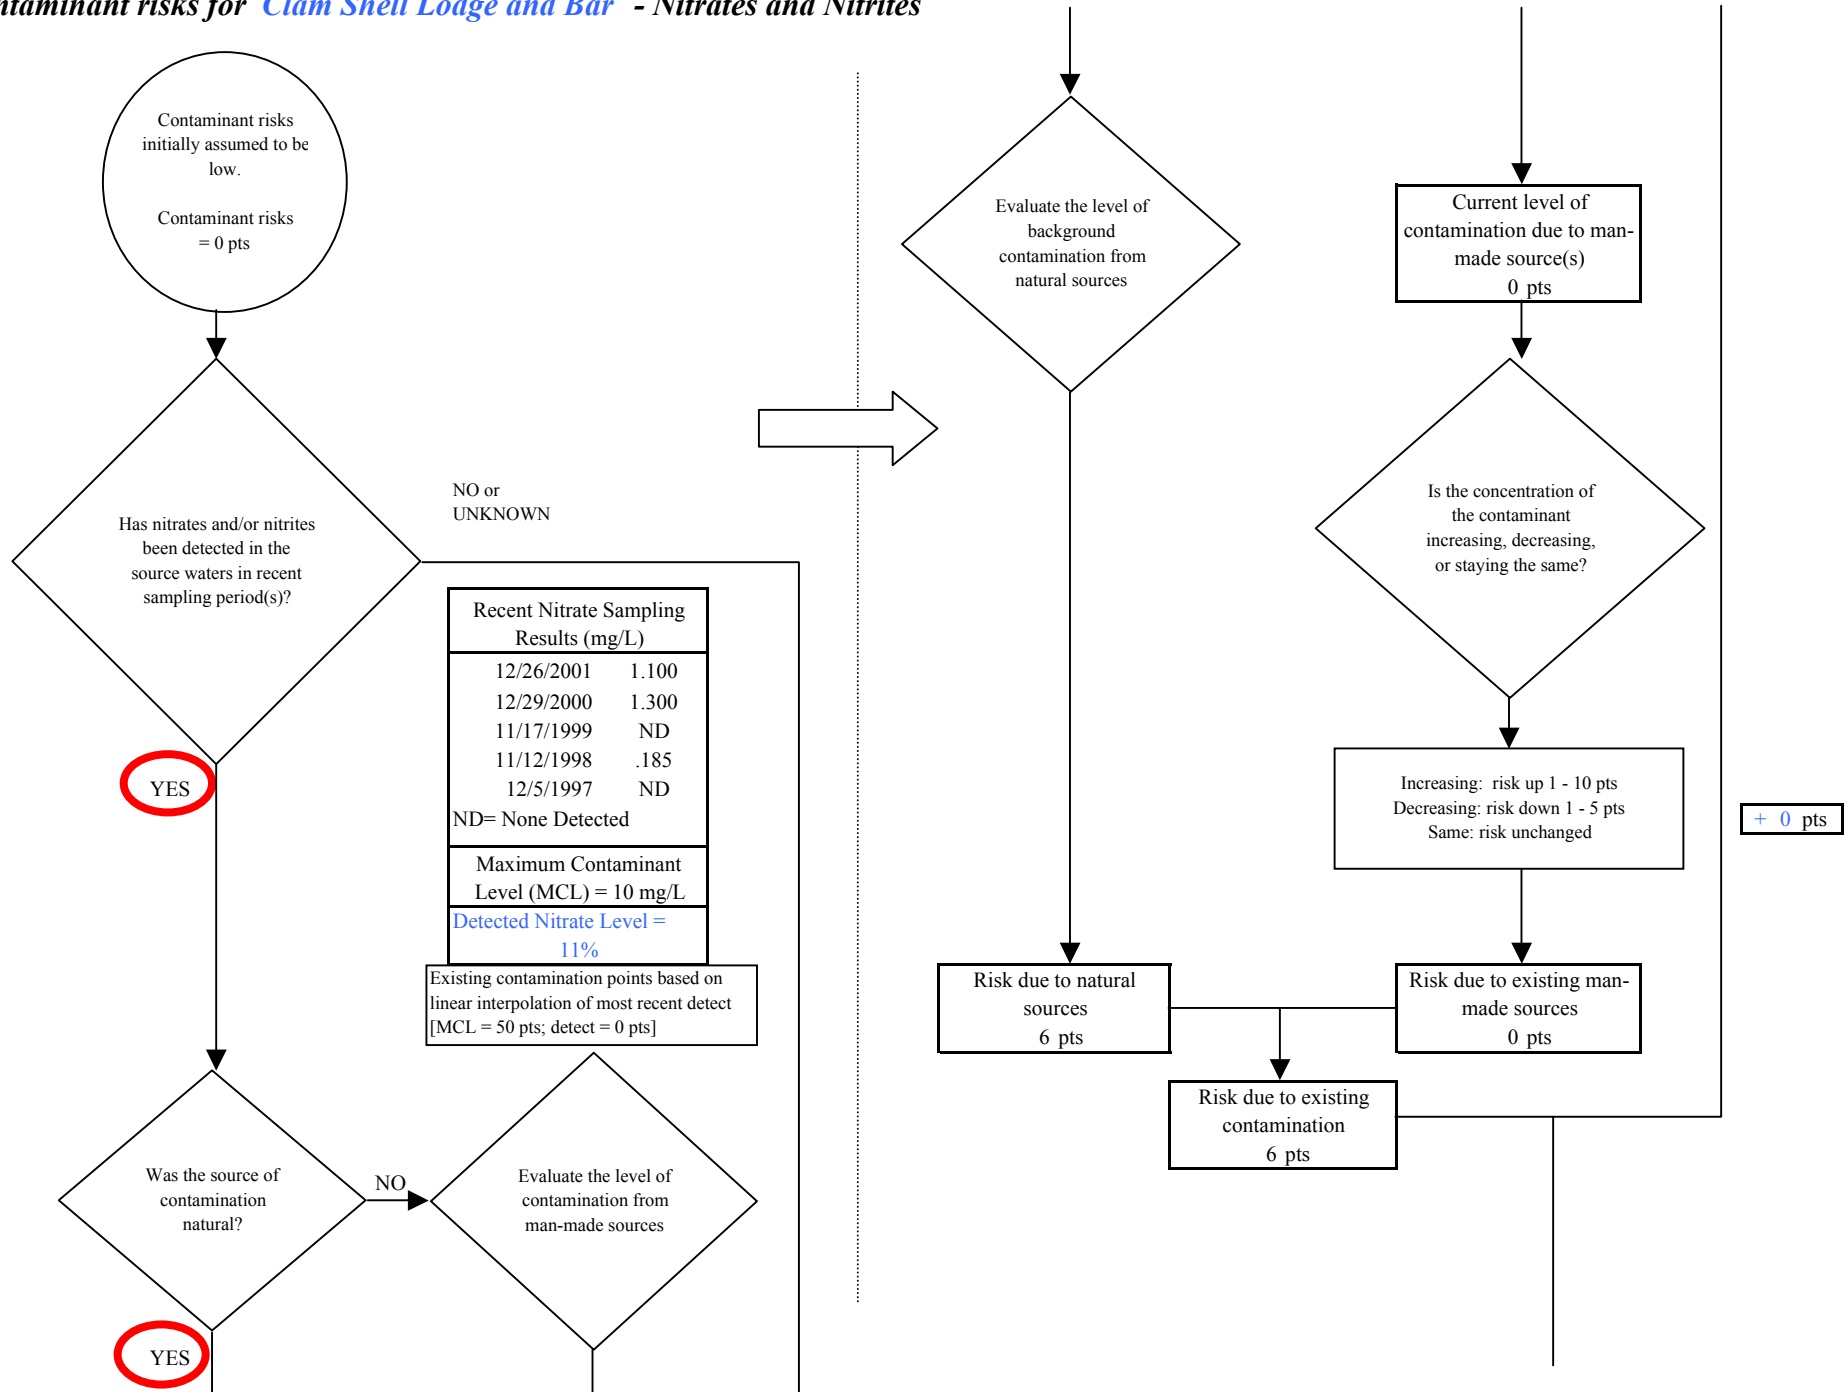 ntaminant risks for Clam Shell Lodge and Bar - Nitrates and Nitrites
Contaminant risks
initially assumed to be
low.
Contaminant risks
= 0 pts
Has nitrates and/or nitrites
been detected in the
source waters in recent
sampling period(s)?
NO or
UNKNOWN
YES
Recent Nitrate Sampling
Results (mg/L)
12/26/2001 1.100
12/29/2000 1.300
11/17/1999 ND
11/12/1998 .185
12/5/1997 ND
ND= None Detected
Maximum Contaminant
Level (MCL) = 10 mg/L
Detected Nitrate Level =
11%
Existing contamination points based on
linear interpolation of most recent detect
[MCL = 50 pts; detect = 0 pts]
Was the source of
contamination
natural?
NO
Evaluate the level of
contamination from
man-made sources
YES
Evaluate the level of
background
contamination from
natural sources
Current level of
contamination due to man-
made source(s)
0 pts
Is the concentration of
the contaminant
increasing, decreasing,
or staying the same?
Increasing: risk up 1 - 10 pts
Decreasing: risk down 1 - 5 pts
Same: risk unchanged
+ 0 pts
Risk due to natural
sources
6 pts
Risk due to existing man-
made sources
0 pts
Risk due to existing
contamination
6 pts